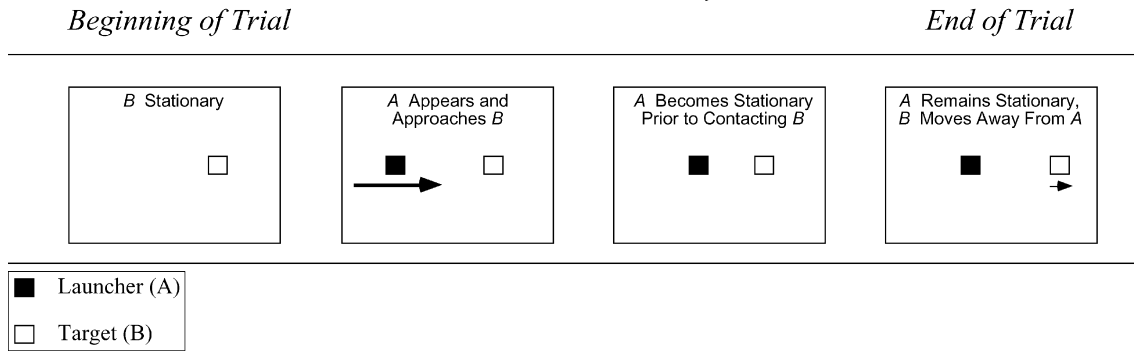 Beginning of Trial
End of Trial
B Stationary
A Appears and
Approaches B
A Becomes Stationary
Prior to Contacting B
A Remains Stationary,
B Moves Away From A
Launcher (A)
Target (B)